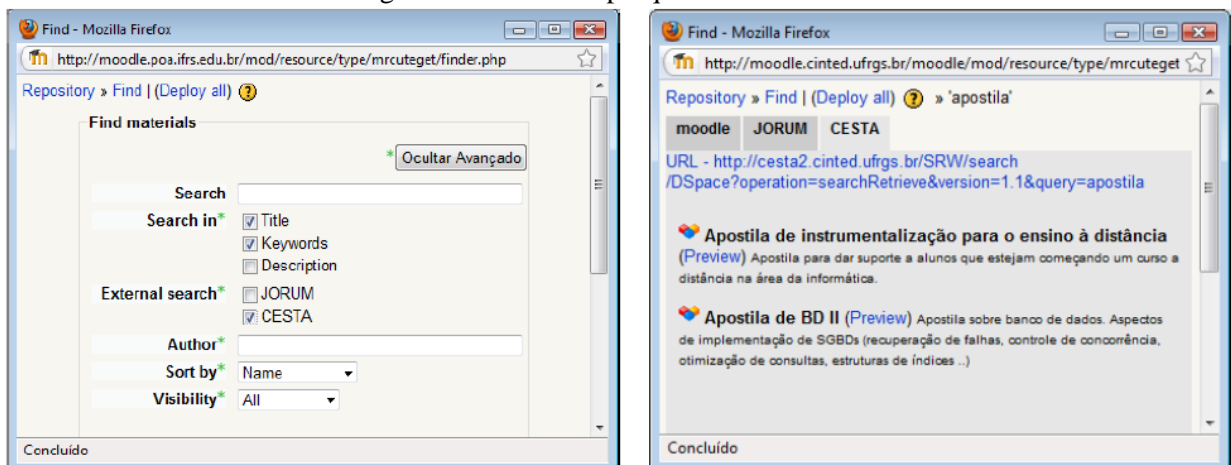 Find - Mozilla Firefox
http://moodle.poa.ifrs.edu.br/mod/resource/type/mrcuteget/finder.php
Repository » Find | (Deploy all) ?
Find materials
* Ocultar Avançado
Search
Search in* Title
Keywords
Description
External search* JORUM
CESTA
Author*
Sort by* Name
Visibility* All
Concluído
Find - Mozilla Firefox
http://moodle.cinted.ufrgs.br/moodle/mod/resource/type/mrcuteget
Repository » Find | (Deploy all) ? » 'apostila'
moodle JORUM CESTA
URL - http://cesta2.cinted.ufrgs.br/SRW/search
/DSpace?operation=searchRetrieve&version=1.1&query=apostila
Apostila de instrumentalização para o ensino à distância
(Preview) Apostila para dar suporte a alunos que estejam começando um curso a
distância na área da informática.
Apostila de BD II (Preview) Apostila sobre banco de dados. Aspectos
de implementação de SGBDs (recuperação de falhas, controle de concorrência,
otimização de consultas, estruturas de índices ..)
Concluído